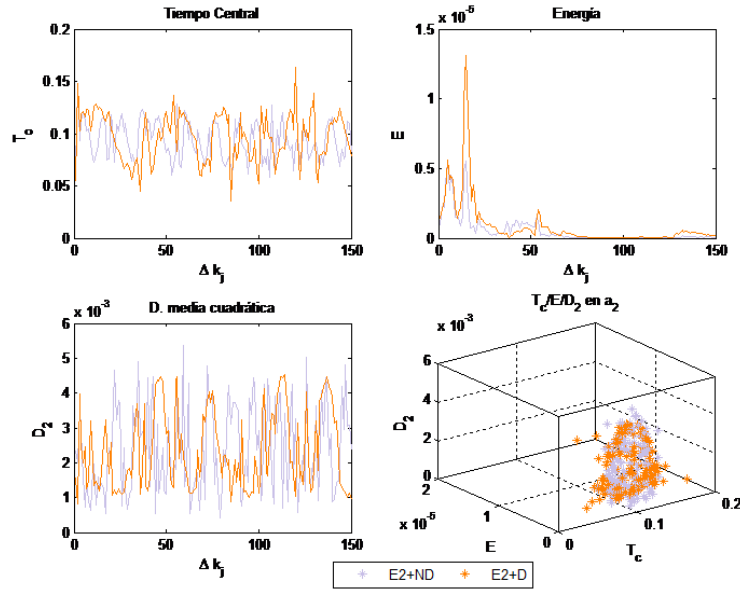 Tiempo Central
0.2
0.15
0.1
0.05
0
T_c
0 50 100 150
Δ k_j
Energía
x 10^-5
1.5
1
0.5
0
E
0 50 100 150
Δ k_j
D. media cuadrática
x 10^-3
6
5
4
3
2
1
0
D_2
0 50 100 150
Δ k_j
T_c/E/D_2 en a_2
x 10^-3
6
4
2
0
D_2
2
1
0
x 10^-5
E
0
0.1
0.2
T_c
E2+ND E2+D